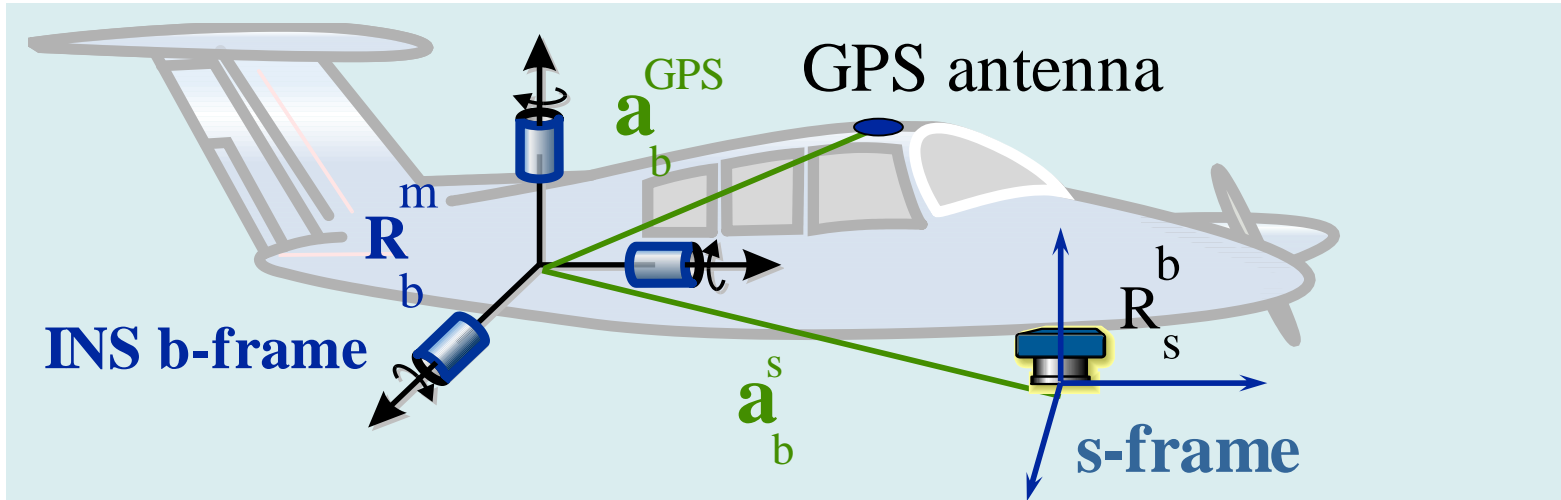 GPS antenna
a GPS b
R m b
INS b-frame
R b s
a s b
s-frame